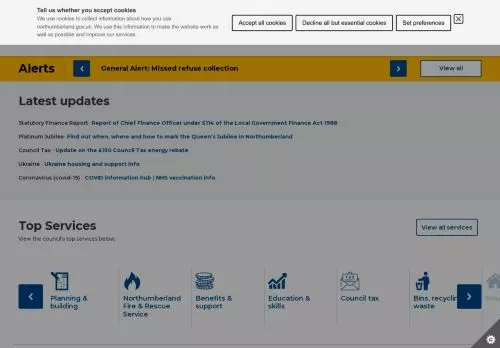 Tell us whether you accept cookies
We use cookies to collect information about how you use
northumberland.gov.uk. We use this information to make the website work as
well as possible and improve our services.
Accept all cookies
Decline all but essential cookies
Set preferences
Alerts
General Alert: Missed refuse collection
View all
Latest updates
Statutory Finance Report- Report of Chief Finance Officer under S114 of the Local Government Finance Act 1988
Platinum Jubilee- Find out when, where and how to mark the Queen's Jubilee in Northumberland
Council Tax - Update on the £150 Council Tax energy rebate
Ukraine - Ukraine housing and support info
Coronavirus (covid-19) - COVID information hub | NHS vaccination info
Top Services
View the council's top services below.
View all services
Planning &
building
Northumberland
Fire & Rescue
Service
Benefits &
support
Education &
skills
Council tax
Bins, recycling
waste